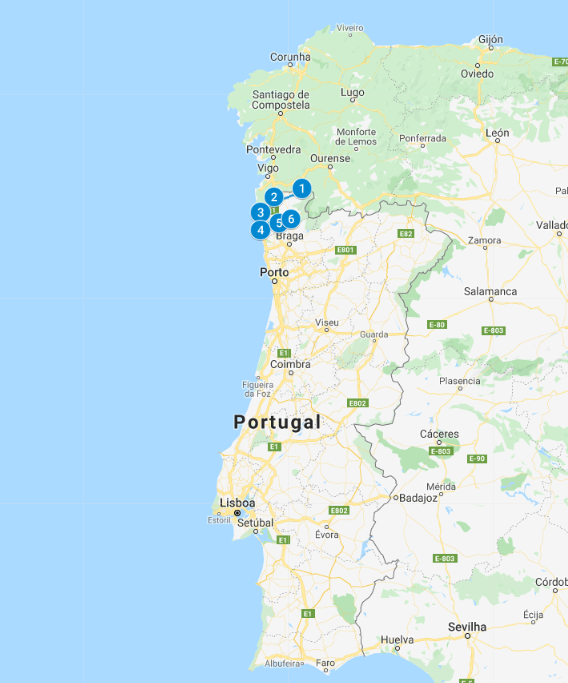 Viveiro
Gijón
Corunha
E-70
Oviedo
Lugo
Santiago de
Compostela
Monforte
de Lemos
Ponferrada
León
Pontevedra
Ourense
Vigo
1
2
3
E1
6
5
4
Braga
E82
Vallado
E801
Zamora
Porto
Salamanca
Viseu
E-80
E-803
Guarda
E1
Coimbra
Plasencia
Figueira
da Foz
E802
Portugal
Cáceres
E1
E-803
E-90
Mérida
Badajoz
Lisboa
E802
Estoril
Setúbal
Évora
E1
E-803
Córdob
E1
Écija
Sevilha
Huelva
Albufeira
Faro
E-5